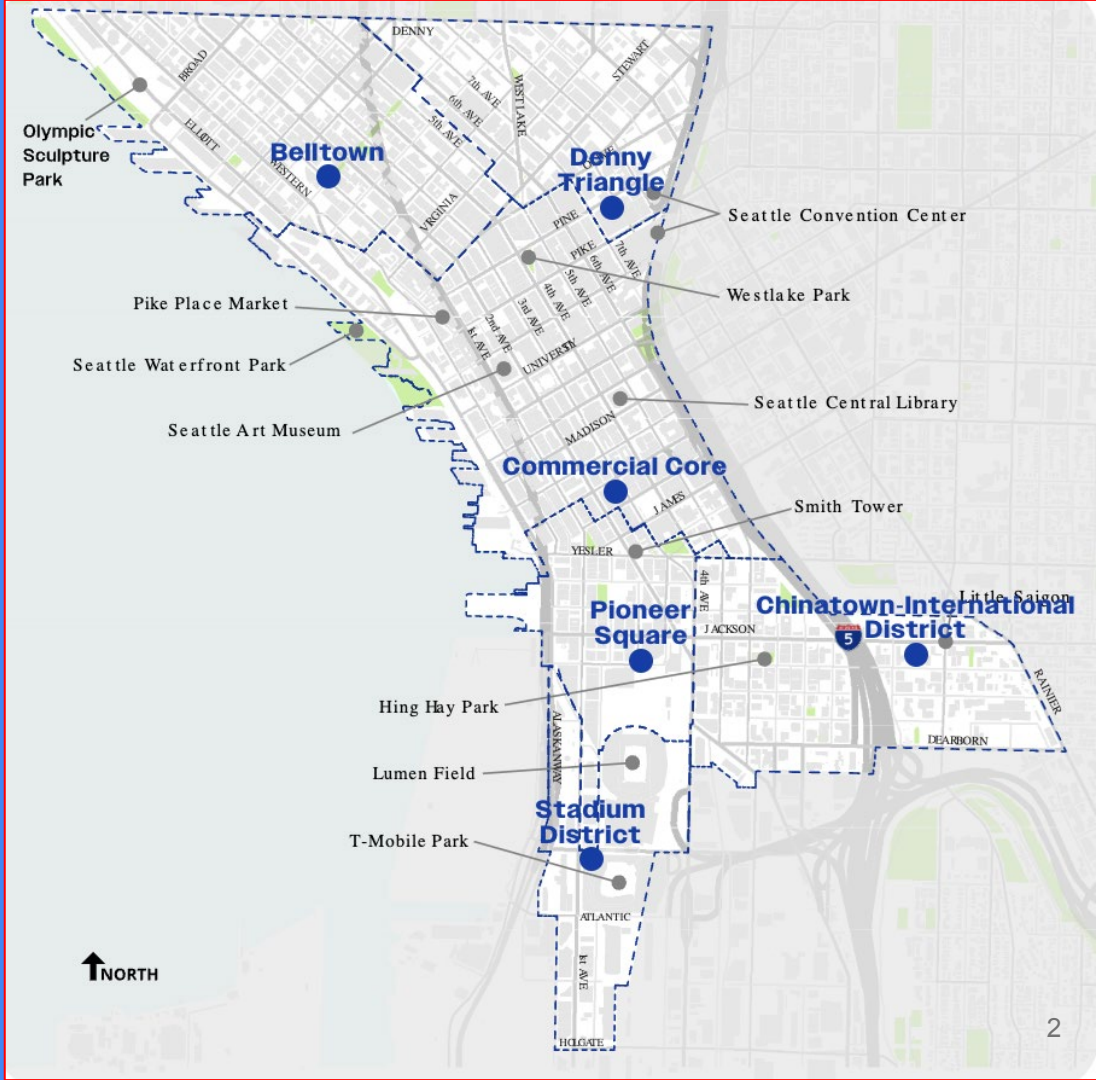 DENNY
BROAD
STEWART
WESTLAKE
7th AVE
6th AVE
5th AVE
Olympic
Sculpture
Park
ELLIOTT
Belltown
WESTERN
VIRGINIA
Denny
Triangle
PINE
Seattle Convention Center
PIKE
7th AVE
6th AVE
5th AVE
4th AVE
3rd AVE
2nd AVE
1st AVE
Westlake Park
Pike Place Market
Seattle Waterfront Park
UNIVERSITY
Seattle Central Library
Seattle Art Museum
MADISON
Commercial Core
JAMES
Smith Tower
YESLER
4th AVE
Little Saigon
Chinatown-International
District
5
Pioneer
Square
JACKSON
RAINIER
Hing Hay Park
ALASKAN WAY
DEARBORN
Lumen Field
Stadium
District
T-Mobile Park
ATLANTIC
1st AVE
NORTH
HOLGATE
2